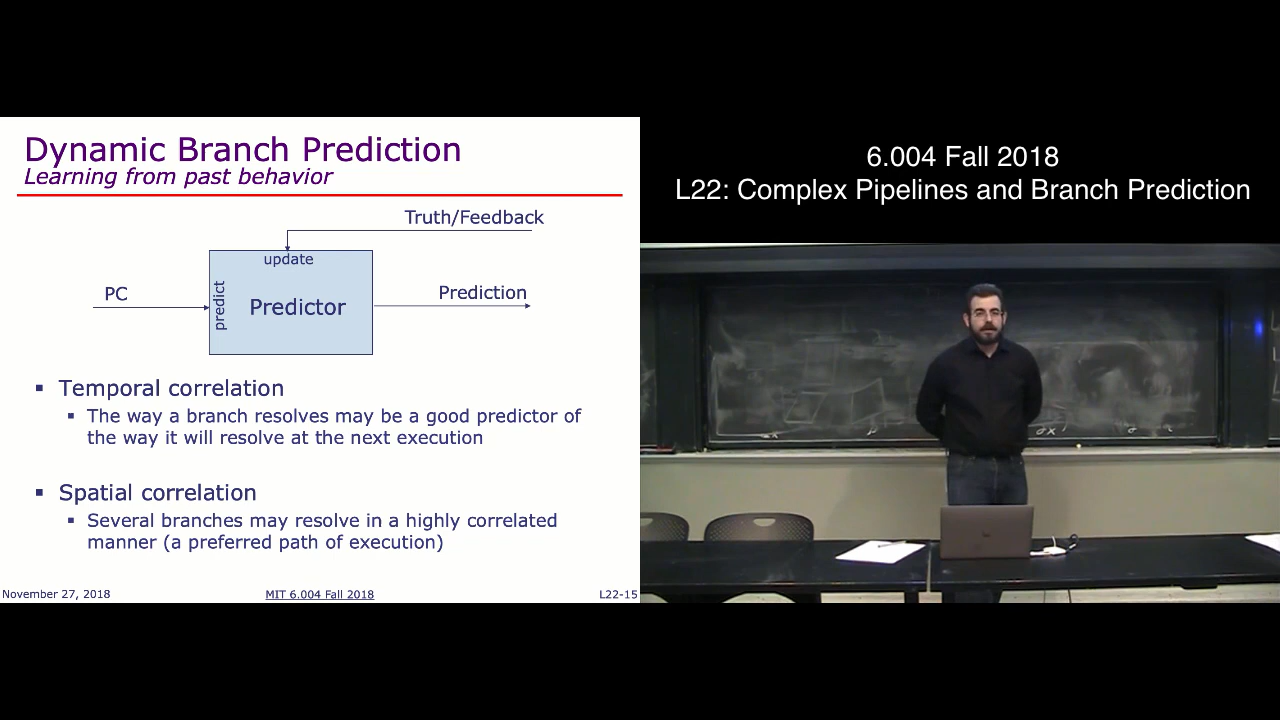 Dynamic Branch Prediction
Learning from past behavior
Truth/Feedback
update
PC
predict
Predictor
Prediction
▪ Temporal correlation
▪ The way a branch resolves may be a good predictor of
the way it will resolve at the next execution
▪ Spatial correlation
▪ Several branches may resolve in a highly correlated
manner (a preferred path of execution)
November 27, 2018
MIT 6.004 Fall 2018
L22-15
6.004 Fall 2018
L22: Complex Pipelines and Branch Prediction